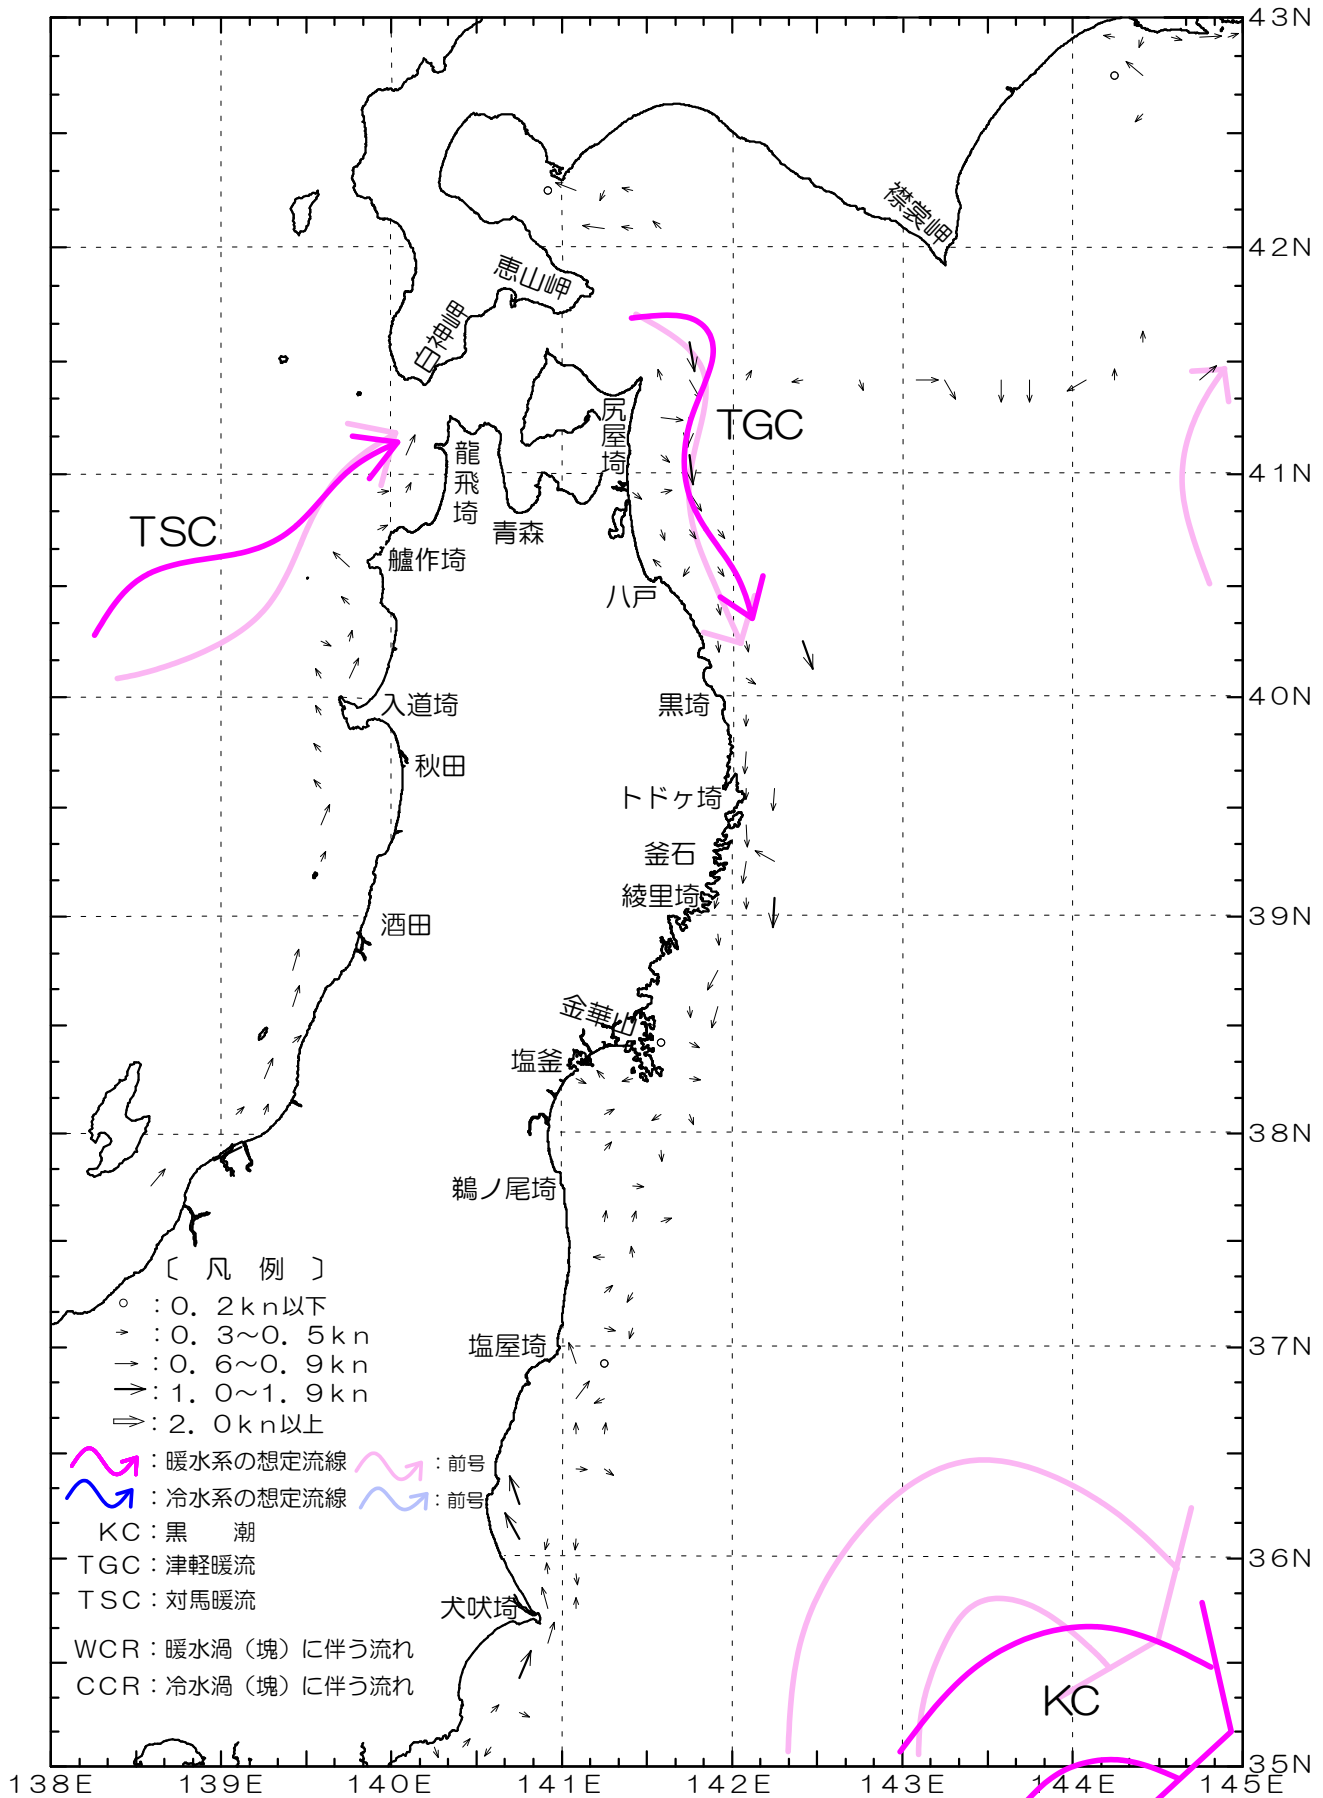 43N
襟裳岬
42N
恵山岬
白神岬
尻屋埼
TGC
龍飛埼
41N
TSC
青森
艫作埼
八戸
入道埼
黒埼
40N
秋田
トドヶ埼
釜石
綾里埼
39N
酒田
金華山
塩釜
38N
鵜ノ尾埼
〔 凡 例 〕
:0.2kn以下
:0.3~0.5kn
:0.6~0.9kn
:1.0~1.9kn
:2.0kn以上
塩屋埼
37N
:暖水系の想定流線 :前号
:冷水系の想定流線 :前号
KC:黒 潮
TGC:津軽暖流
TSC:対馬暖流
36N
犬吠埼
WCR:暖水渦(塊)に伴う流れ
CCR:冷水渦(塊)に伴う流れ
KC
35N
138E 139E 140E 141E 142E 143E 144E 145E